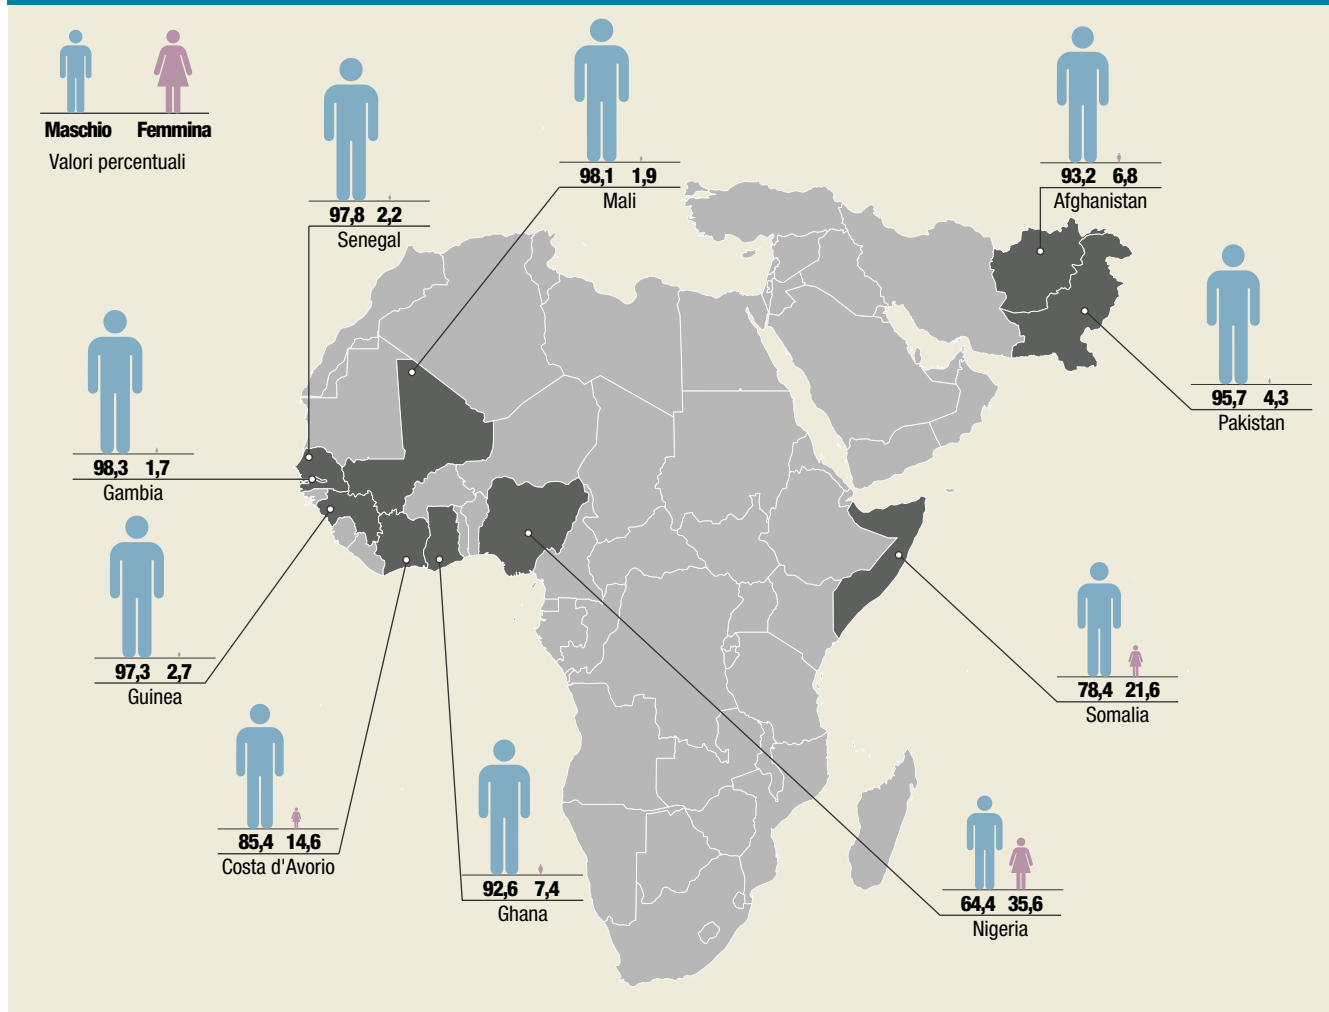 Maschio Femmina
Valori percentuali
98,1 1,9
Mali
93,2 6,8
Afghanistan
97,8 2,2
Senegal
95,7 4,3
Pakistan
98,3 1,7
Gambia
97,3 2,7
Guinea
78,4 21,6
Somalia
85,4 14,6
Costa d'Avorio
92,6 7,4
Ghana
64,4 35,6
Nigeria